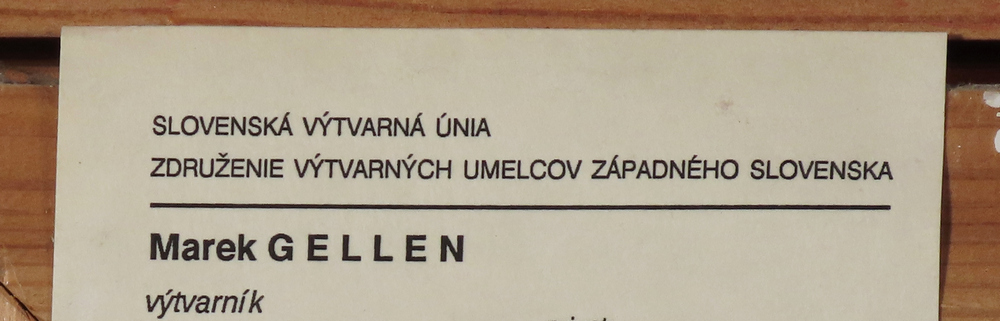 SLOVENSKÁ VÝTVARNÁ ÚNIA
ZDRUŽENIE VÝTVARNÝCH UMELCOV ZÁPADNÉHO SLOVENSKA
Marek G E L L E N
výtvarník